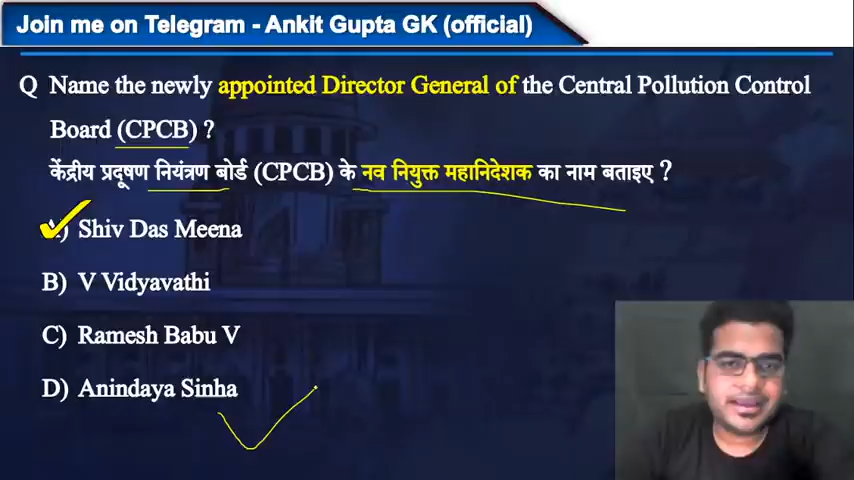 Join me on Telegram - Ankit Gupta GK (official)
Q Name the newly appointed Director General of the Central Pollution Control
Board (CPCB) ?
केंद्रीय प्रदूषण नियंत्रण बोर्ड (CPCB) के नव नियुक्त महानिदेशक का नाम बताइए ?
A) Shiv Das Meena
B) V Vidyavathi
C) Ramesh Babu V
D) Anindaya Sinha